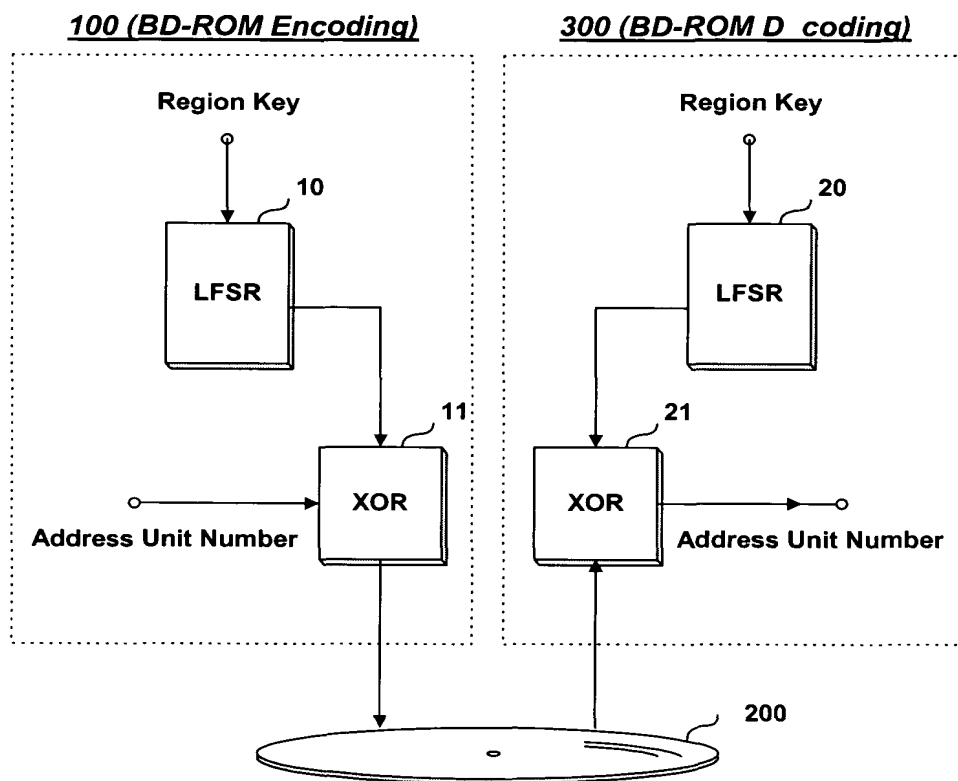 100 (BD-ROM Encoding)
Region Key
10
LFSR
11
XOR
Address Unit Number
300 (BD-ROM D coding)
Region Key
20
LFSR
21
XOR
Address Unit Number
200